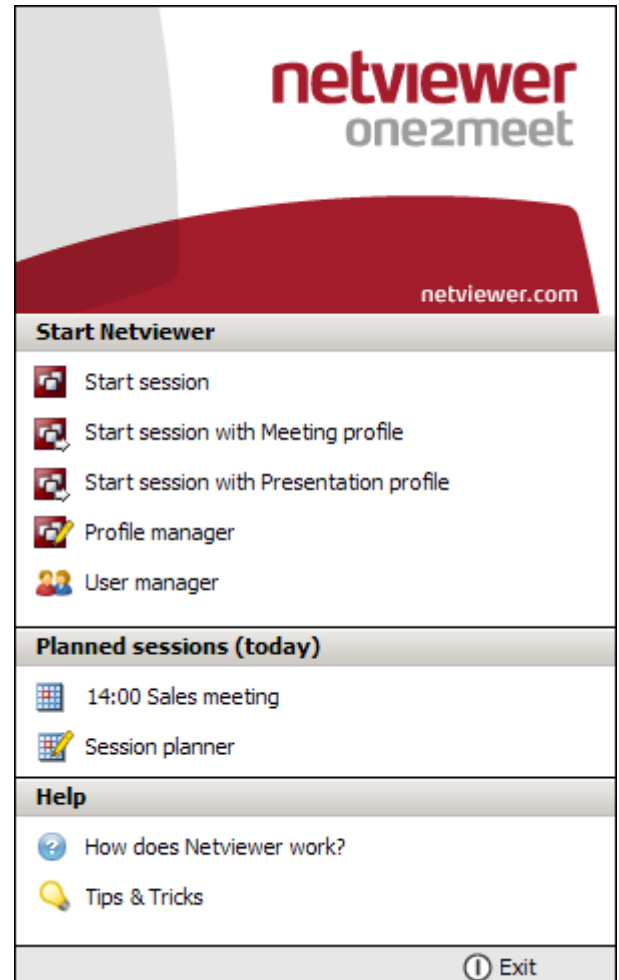 netviewer
one2meet
netviewer.com
Start Netviewer
Start session
Start session with Meeting profile
Start session with Presentation profile
Profile manager
User manager
Planned sessions (today)
14:00 Sales meeting
Session planner
Help
How does Netviewer work?
Tips & Tricks
Exit